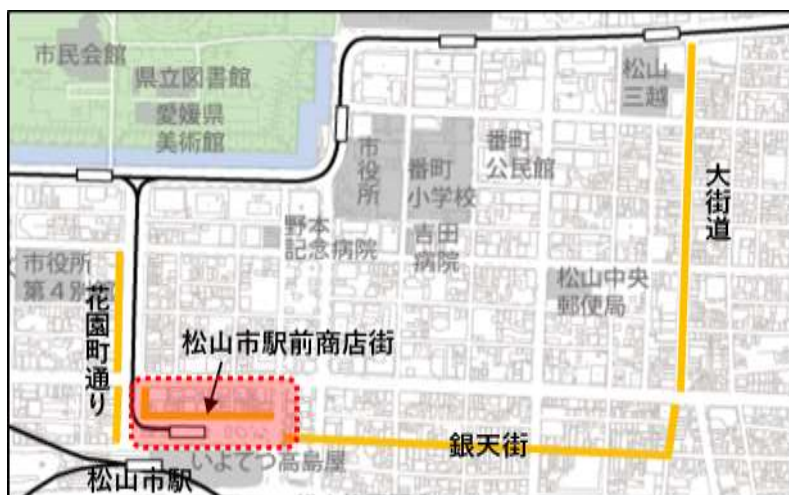 市民会館
県立図書館
愛媛県
美術館
市役所
番町
小学校
番町
公民館
松山
三越
大街道
野本
記念病院
吉田
病院
市役所
第4別
松山中央
郵便局
花園町通り
松山市駅前商店街
銀天街
いよてつ高島屋
松山市駅